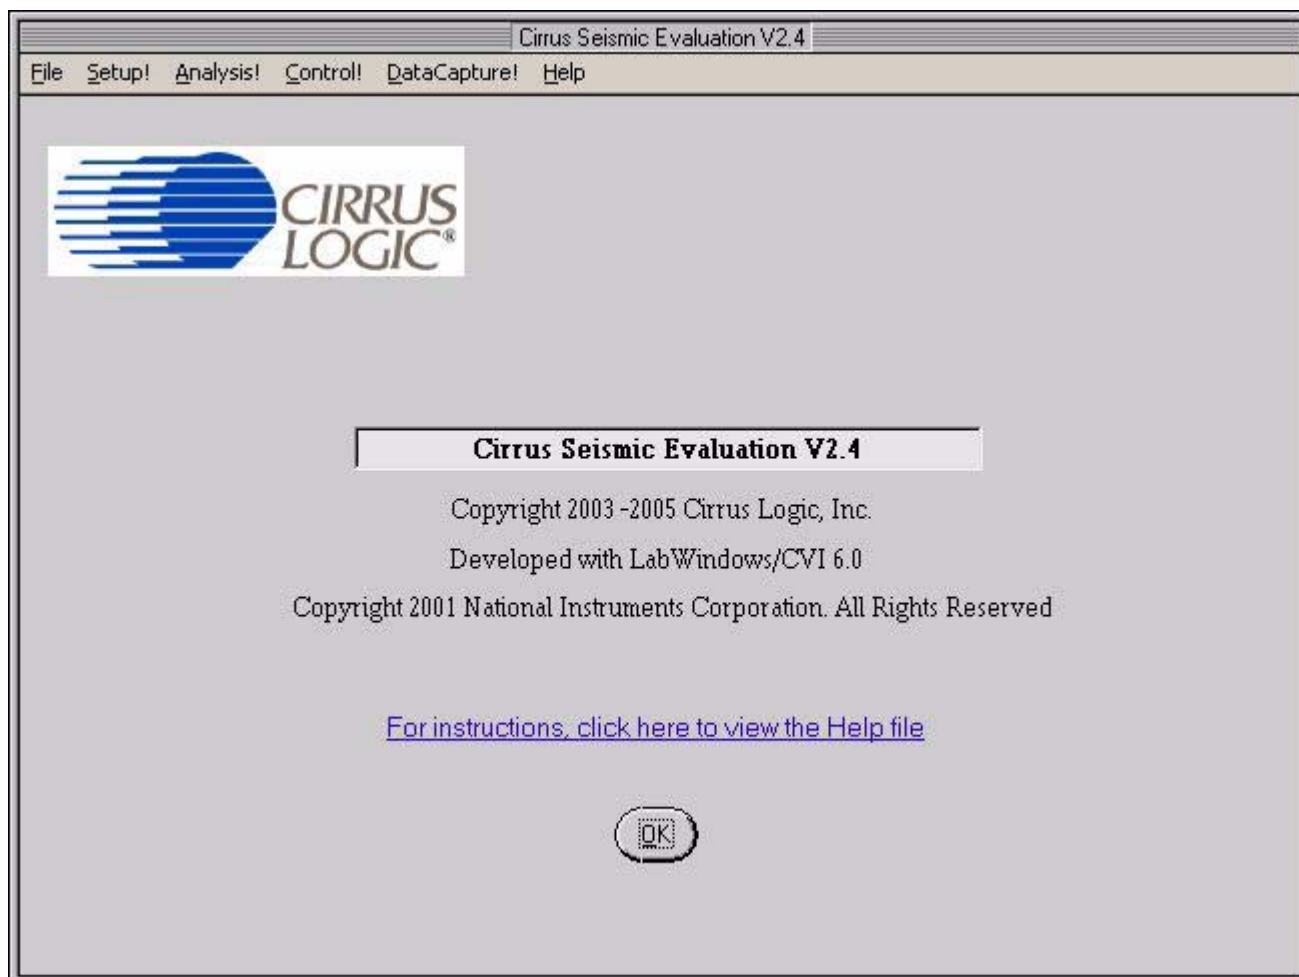 Cirrus Seismic Evaluation V2.4
File Setup! Analysis! Control! DataCapture! Help
CIRRUS
LOGIC®
Cirrus Seismic Evaluation V2.4
Copyright 2003 -2005 Cirrus Logic, Inc.
Developed with LabWindows/CVI 6.0
Copyright 2001 National Instruments Corporation. All Rights Reserved
For instructions, click here to view the Help file
OK